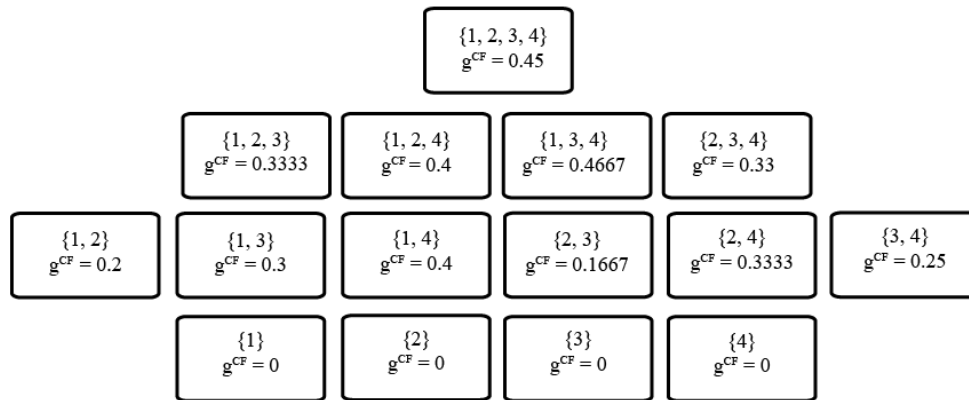 {1, 2, 3, 4}
g^CF = 0.45
{1, 2, 3}
g^CF = 0.3333
{1, 2, 4}
g^CF = 0.4
{1, 3, 4}
g^CF = 0.4667
{2, 3, 4}
g^CF = 0.33
{1, 2}
g^CF = 0.2
{1, 3}
g^CF = 0.3
{1, 4}
g^CF = 0.4
{2, 3}
g^CF = 0.1667
{2, 4}
g^CF = 0.3333
{3, 4}
g^CF = 0.25
{1}
g^CF = 0
{2}
g^CF = 0
{3}
g^CF = 0
{4}
g^CF = 0